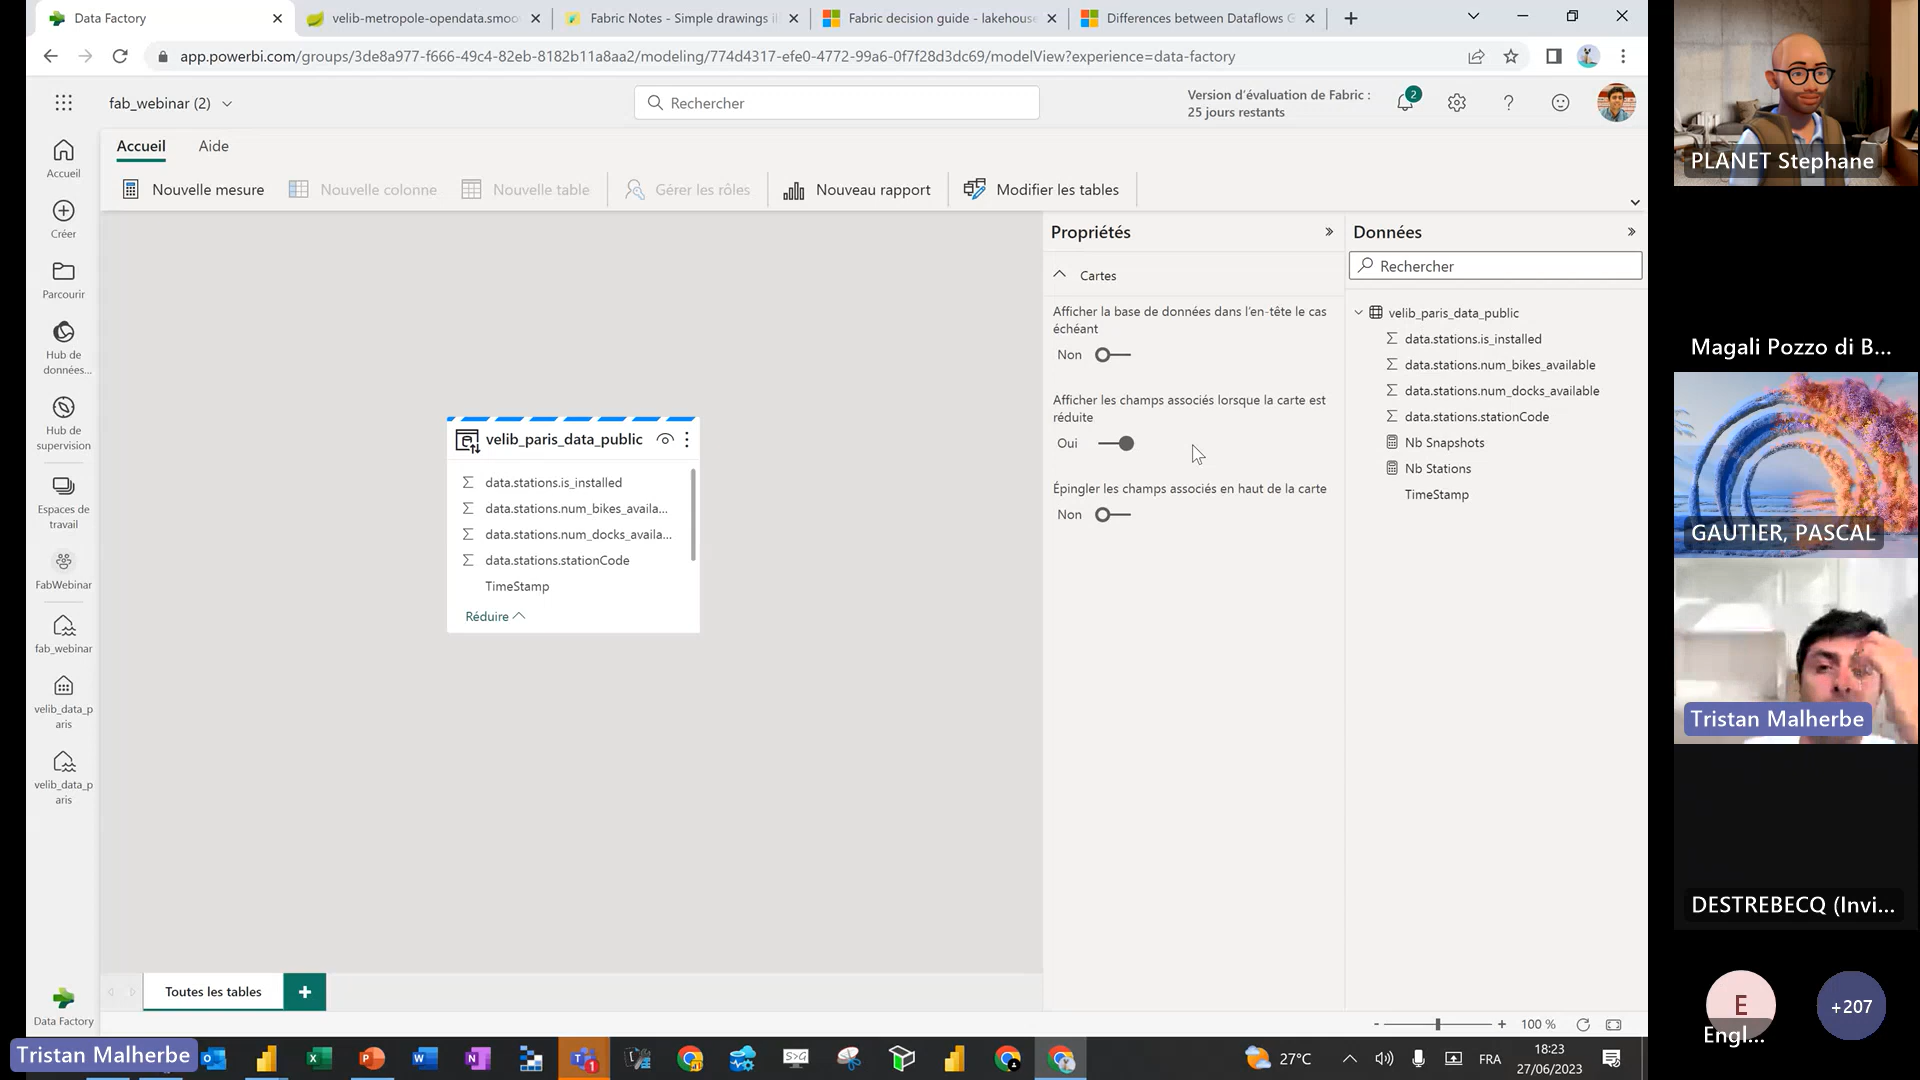 Data Factory
velib-metropole-opendata.smoo
Fabric Notes - Simple drawings il
Fabric decision guide - lakehouse
Differences between Dataflows G
app.powerbi.com/groups/3de8a977-f666-49c4-82eb-8182b11a8aa2/modeling/774d4317-efe0-4772-99a6-0f7f28d3dc69/modelView?experience=data-factory
fab_webinar (2)
Rechercher
Version d'évaluation de Fabric :
25 jours restants
2
Accueil
Aide
Nouvelle mesure
Nouvelle colonne
Nouvelle table
Gérer les rôles
Nouveau rapport
Modifier les tables
Accueil
Créer
Parcourir
Hub de
données...
Hub de
supervision
Espaces de
travail
FabWebinar
fab_webinar
velib_data_p
aris
velib_data_p
aris
Data Factory
velib_paris_data_public
data.stations.is_installed
data.stations.num_bikes_availa...
data.stations.num_docks_availa...
data.stations.stationCode
TimeStamp
Réduire
Propriétés
Cartes
Afficher la base de données dans l'en-tête le cas
échéant
Non
Afficher les champs associés lorsque la carte est
réduite
Oui
Épingler les champs associés en haut de la carte
Non
Données
Rechercher
velib_paris_data_public
data.stations.is_installed
data.stations.num_bikes_available
data.stations.num_docks_available
data.stations.stationCode
Nb Snapshots
Nb Stations
TimeStamp
Toutes les tables
+
- + 100 %
Tristan Malherbe
27°C
FRA
18:23
27/06/2023
PLANET Stephane
Magali Pozzo di B...
GAUTIER, PASCAL
Tristan Malherbe
DESTREBECQ (Invi...
E
Engl...
+207